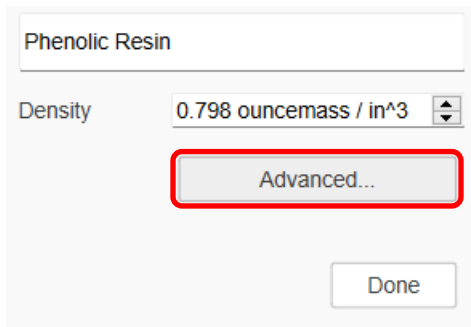 Phenolic Resin
Density 0.798 ouncemass / in^3
Advanced...
Done